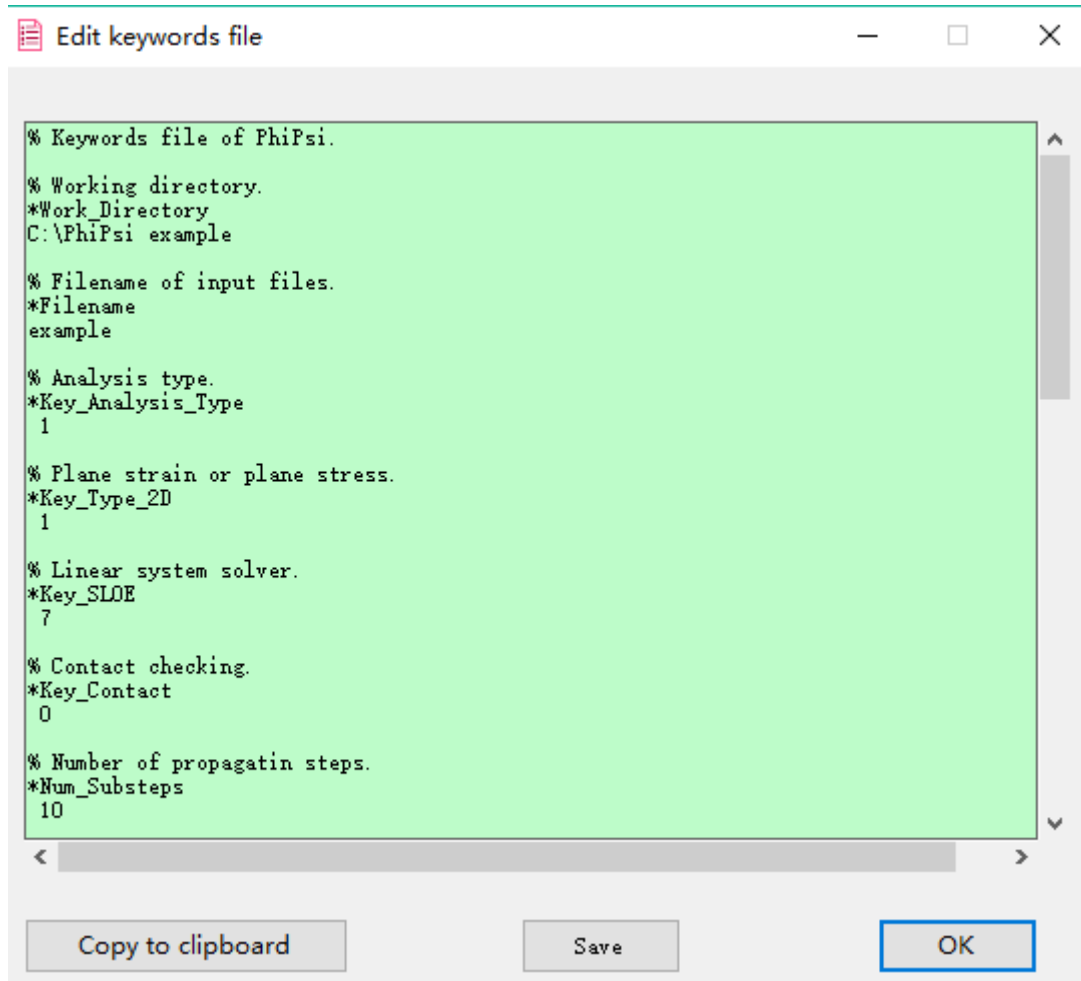 Edit keywords file
% Keywords file of PhiPsi.
% Working directory.
*Work_Directory
C:\PhiPsi example
% Filename of input files.
*Filename
example
% Analysis type.
*Key_Analysis_Type
1
% Plane strain or plane stress.
*Key_Type_2D
1
% Linear system solver.
*Key_SLOE
7
% Contact checking.
*Key_Contact
0
% Number of propagatin steps.
*Num_Substeps
10
Copy to clipboard
Save
OK